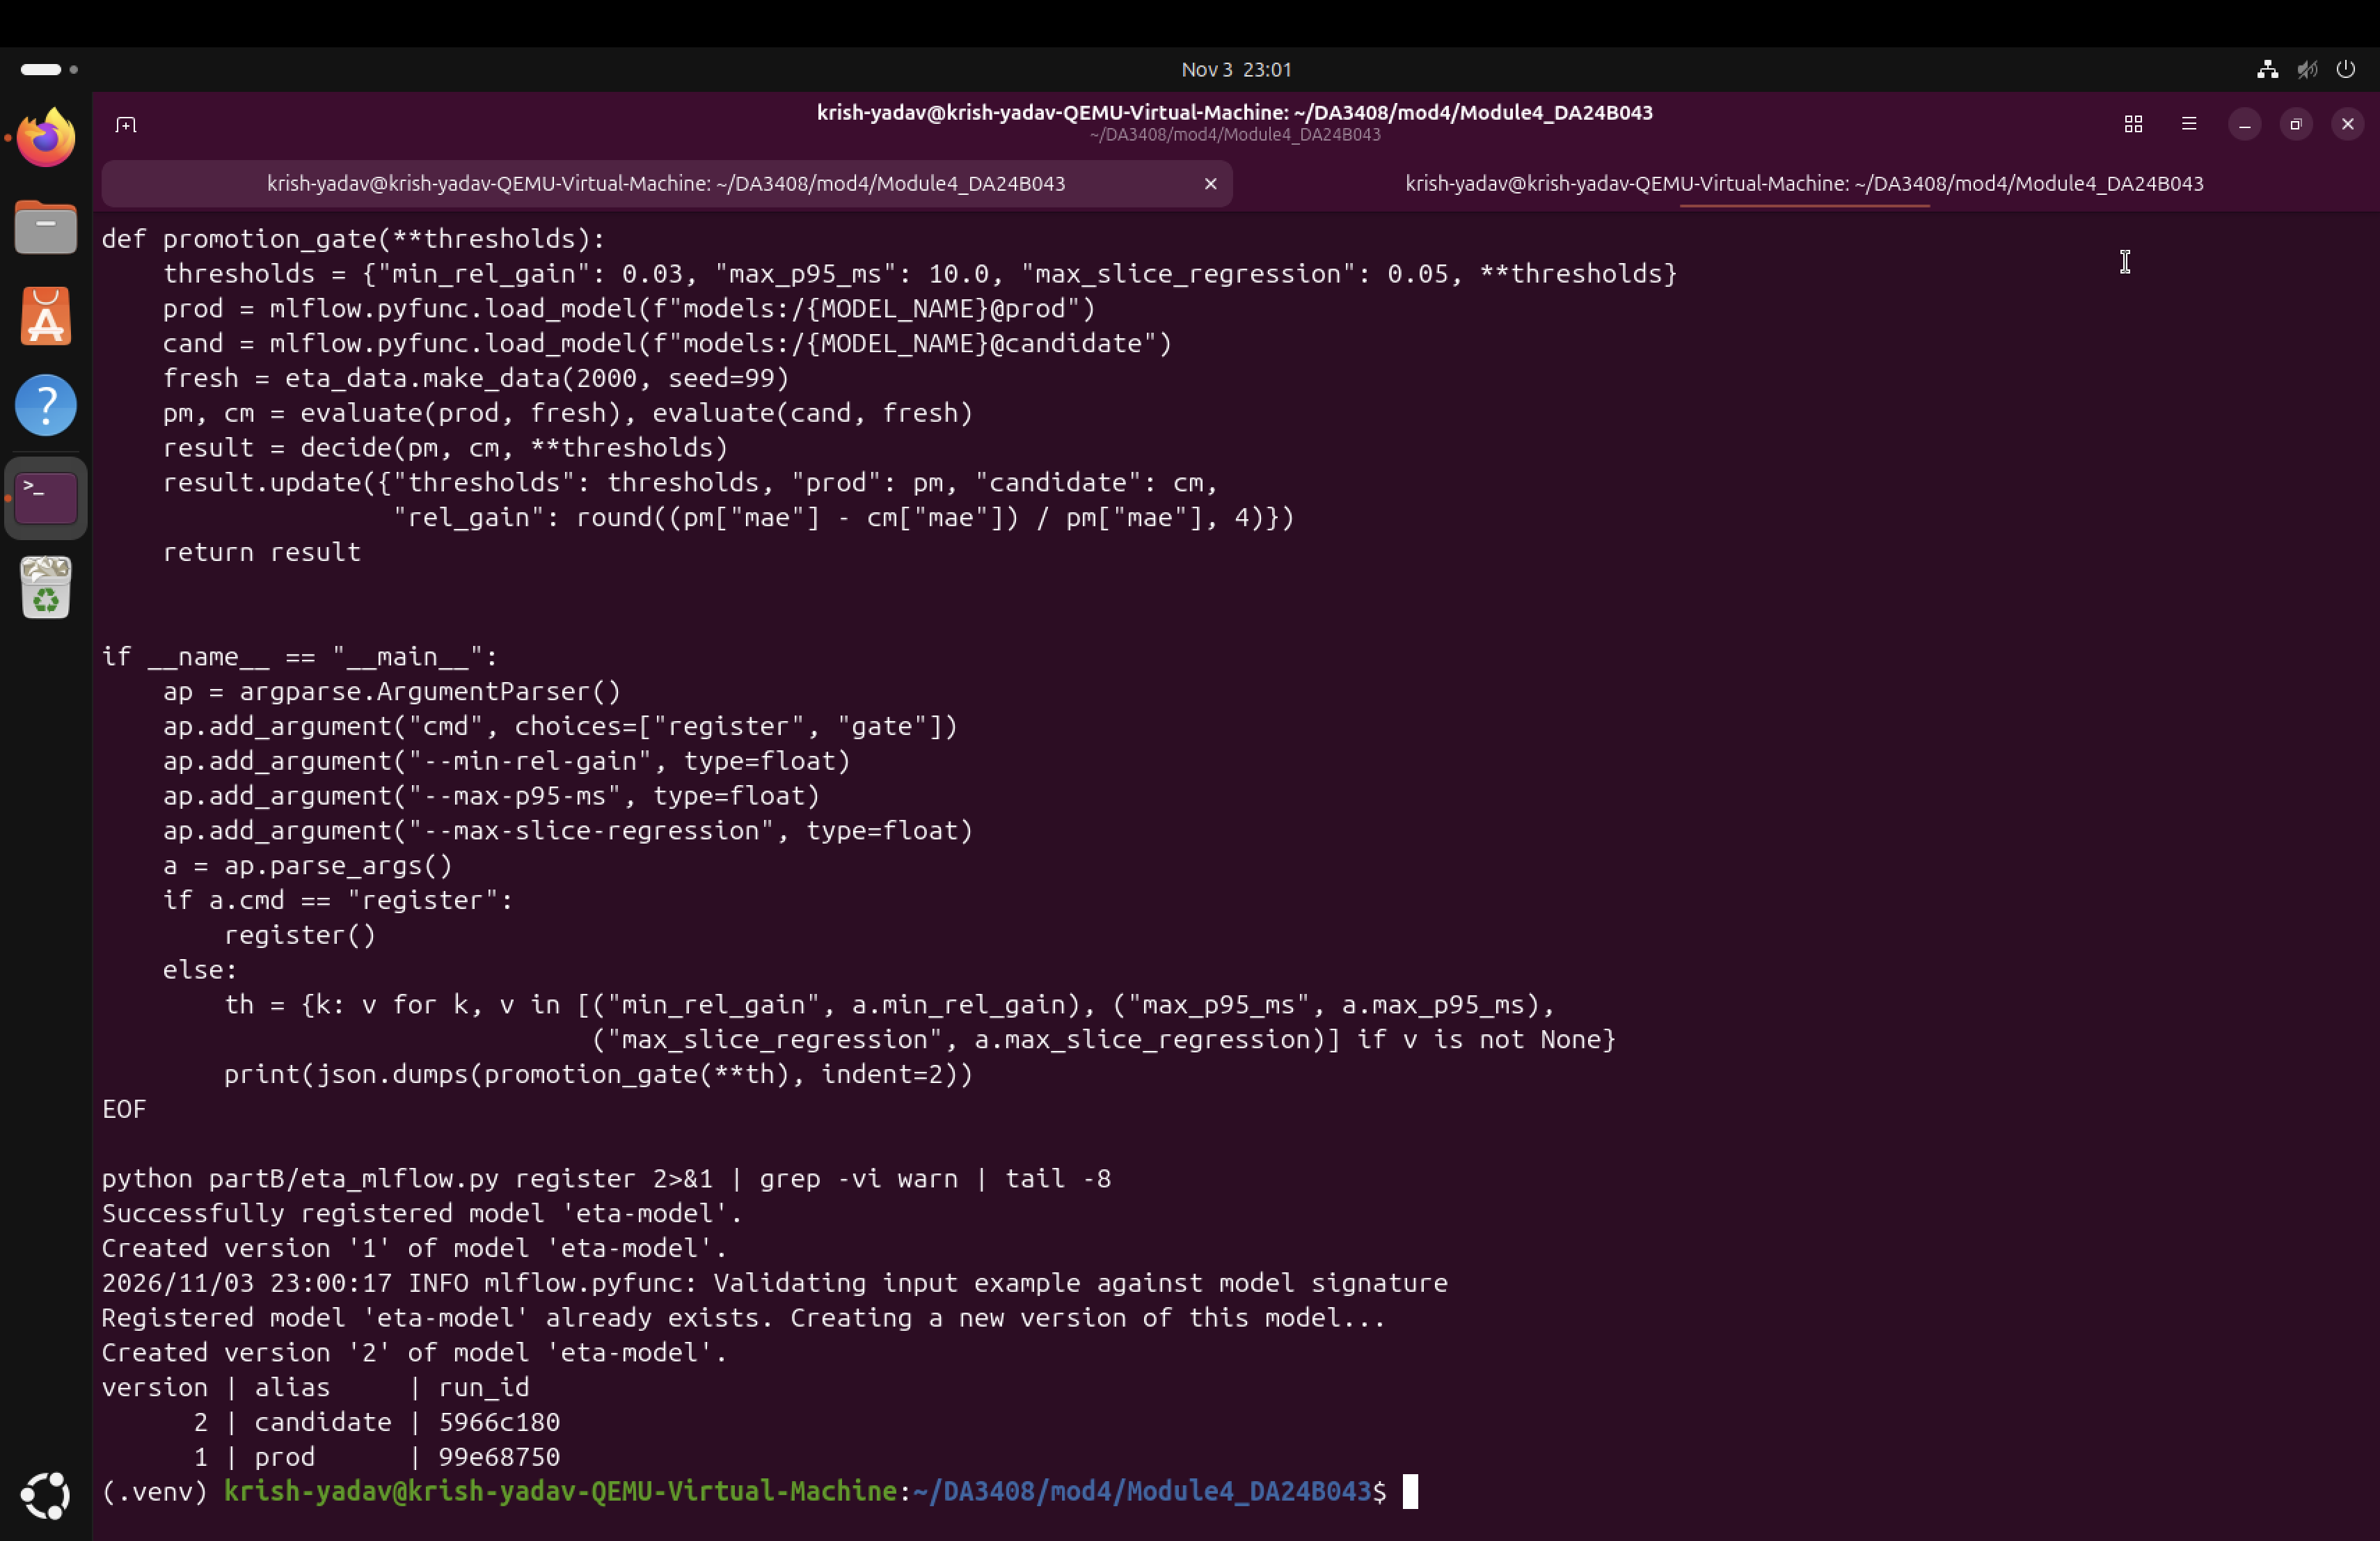 Nov 3 23:01
krish-yadav@krish-yadav-QEMU-Virtual-Machine: ~/DA3408/mod4/Module4_DA24B043
~/DA3408/mod4/Module4_DA24B043
krish-yadav@krish-yadav-QEMU-Virtual-Machine: ~/DA3408/mod4/Module4_DA24B043
krish-yadav@krish-yadav-QEMU-Virtual-Machine: ~/DA3408/mod4/Module4_DA24B043
def promotion_gate(**thresholds):
    thresholds = {"min_rel_gain": 0.03, "max_p95_ms": 10.0, "max_slice_regression": 0.05, **thresholds}
    prod = mlflow.pyfunc.load_model(f"models:/{MODEL_NAME}@prod")
    cand = mlflow.pyfunc.load_model(f"models:/{MODEL_NAME}@candidate")
    fresh = eta_data.make_data(2000, seed=99)
    pm, cm = evaluate(prod, fresh), evaluate(cand, fresh)
    result = decide(pm, cm, **thresholds)
    result.update({"thresholds": thresholds, "prod": pm, "candidate": cm,
                   "rel_gain": round((pm["mae"] - cm["mae"]) / pm["mae"], 4)})
    return result
if __name__ == "__main__":
    ap = argparse.ArgumentParser()
    ap.add_argument("cmd", choices=["register", "gate"])
    ap.add_argument("--min-rel-gain", type=float)
    ap.add_argument("--max-p95-ms", type=float)
    ap.add_argument("--max-slice-regression", type=float)
    a = ap.parse_args()
    if a.cmd == "register":
        register()
    else:
        th = {k: v for k, v in [("min_rel_gain", a.min_rel_gain), ("max_p95_ms", a.max_p95_ms),
                                ("max_slice_regression", a.max_slice_regression)] if v is not None}
        print(json.dumps(promotion_gate(**th), indent=2))
EOF
python partB/eta_mlflow.py register 2>&1 | grep -vi warn | tail -8
Successfully registered model 'eta-model'.
Created version '1' of model 'eta-model'.
2026/11/03 23:00:17 INFO mlflow.pyfunc: Validating input example against model signature
Registered model 'eta-model' already exists. Creating a new version of this model...
Created version '2' of model 'eta-model'.
version | alias     | run_id
      2 | candidate | 5966c180
      1 | prod      | 99e68750
(.venv) krish-yadav@krish-yadav-QEMU-Virtual-Machine:~/DA3408/mod4/Module4_DA24B043$